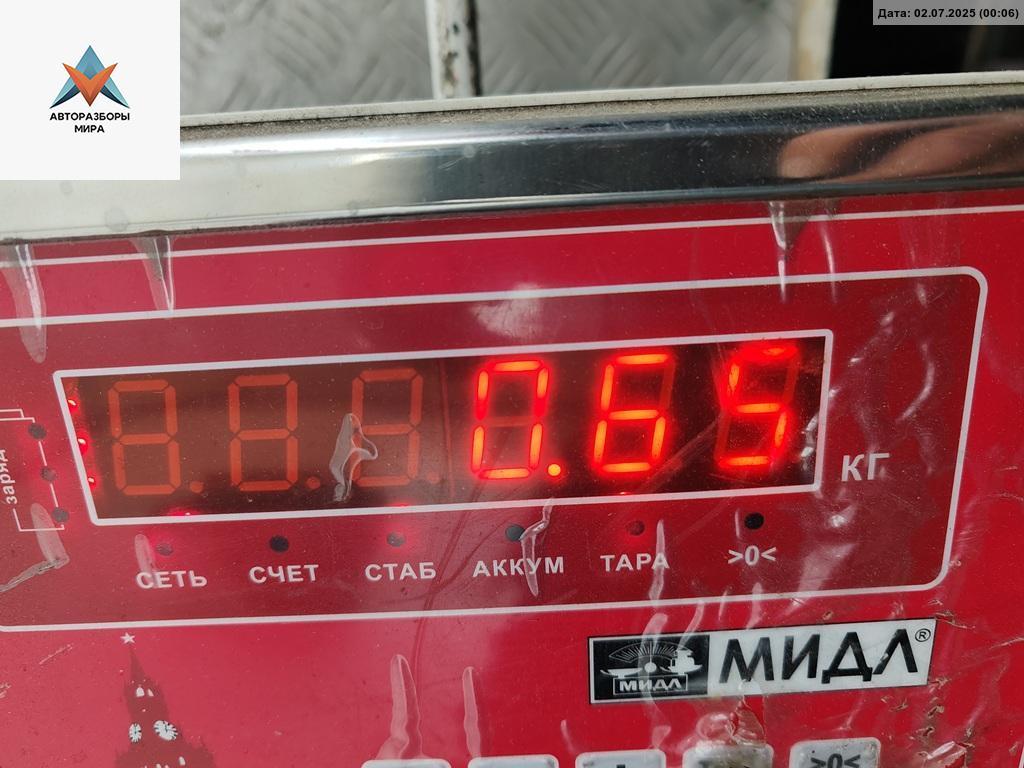 Дата: 02.07.2025 (00:06)
АВТОРАЗБОРЫ
МИРА
0.65
КГ
заряд
СЕТЬ СЧЕТ СТАБ АККУМ ТАРА >0<
МИДЛ МИДЛ®
>0<